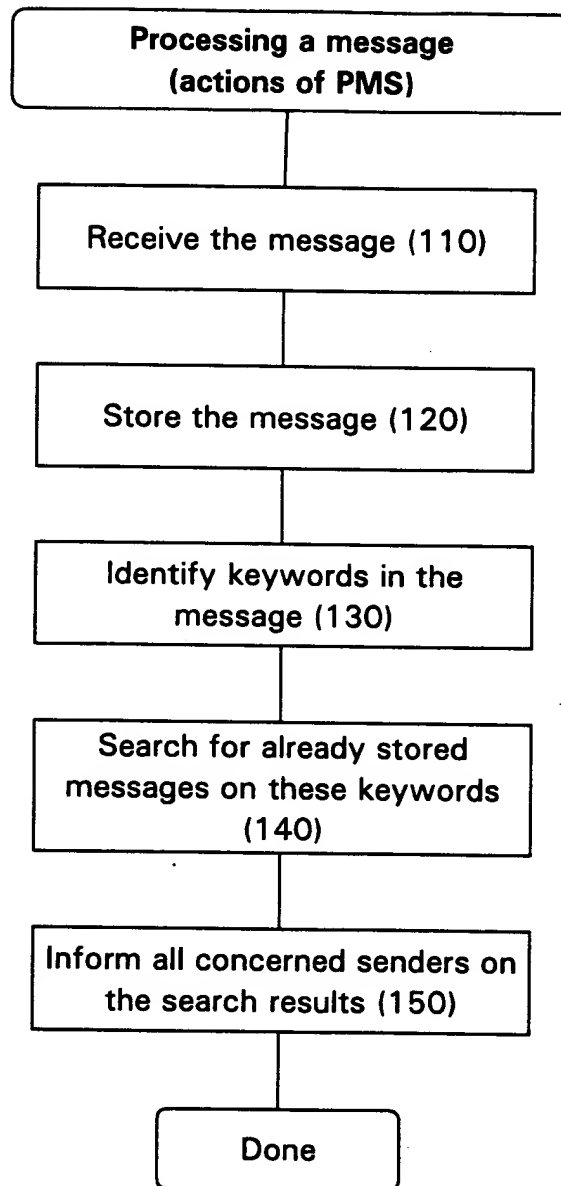 Processing a message
(actions of PMS)
Receive the message (110)
Store the message (120)
Identify keywords in the
message (130)
Search for already stored
messages on these keywords
(140)
Inform all concerned senders on
the search results (150)
Done